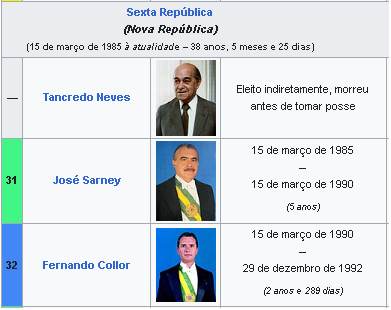 Sexta República
(Nova República)
(15 de março de 1985 à atualidade – 38 anos, 5 meses e 25 dias)
— Tancredo Neves Eleito indiretamente, morreu
antes de tomar posse
15 de março de 1985
–
31 José Sarney
15 de março de 1990
(5 anos)
15 de março de 1990
–
32 Fernando Collor
29 de dezembro de 1992
(2 anos e 289 dias)